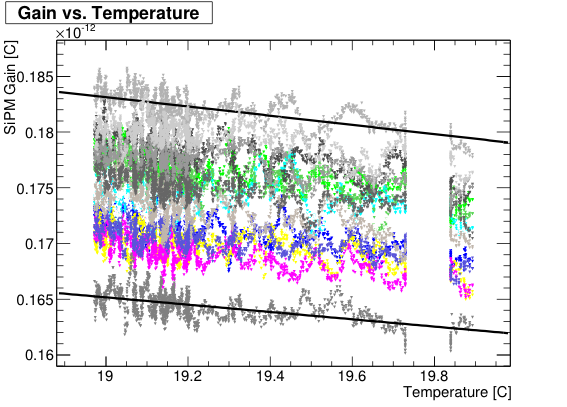 Gain vs. Temperature
×10⁻¹²
SiPM Gain [C]
0.185
0.18
0.175
0.17
0.165
0.16
19 19.2 19.4 19.6 19.8
Temperature [C]